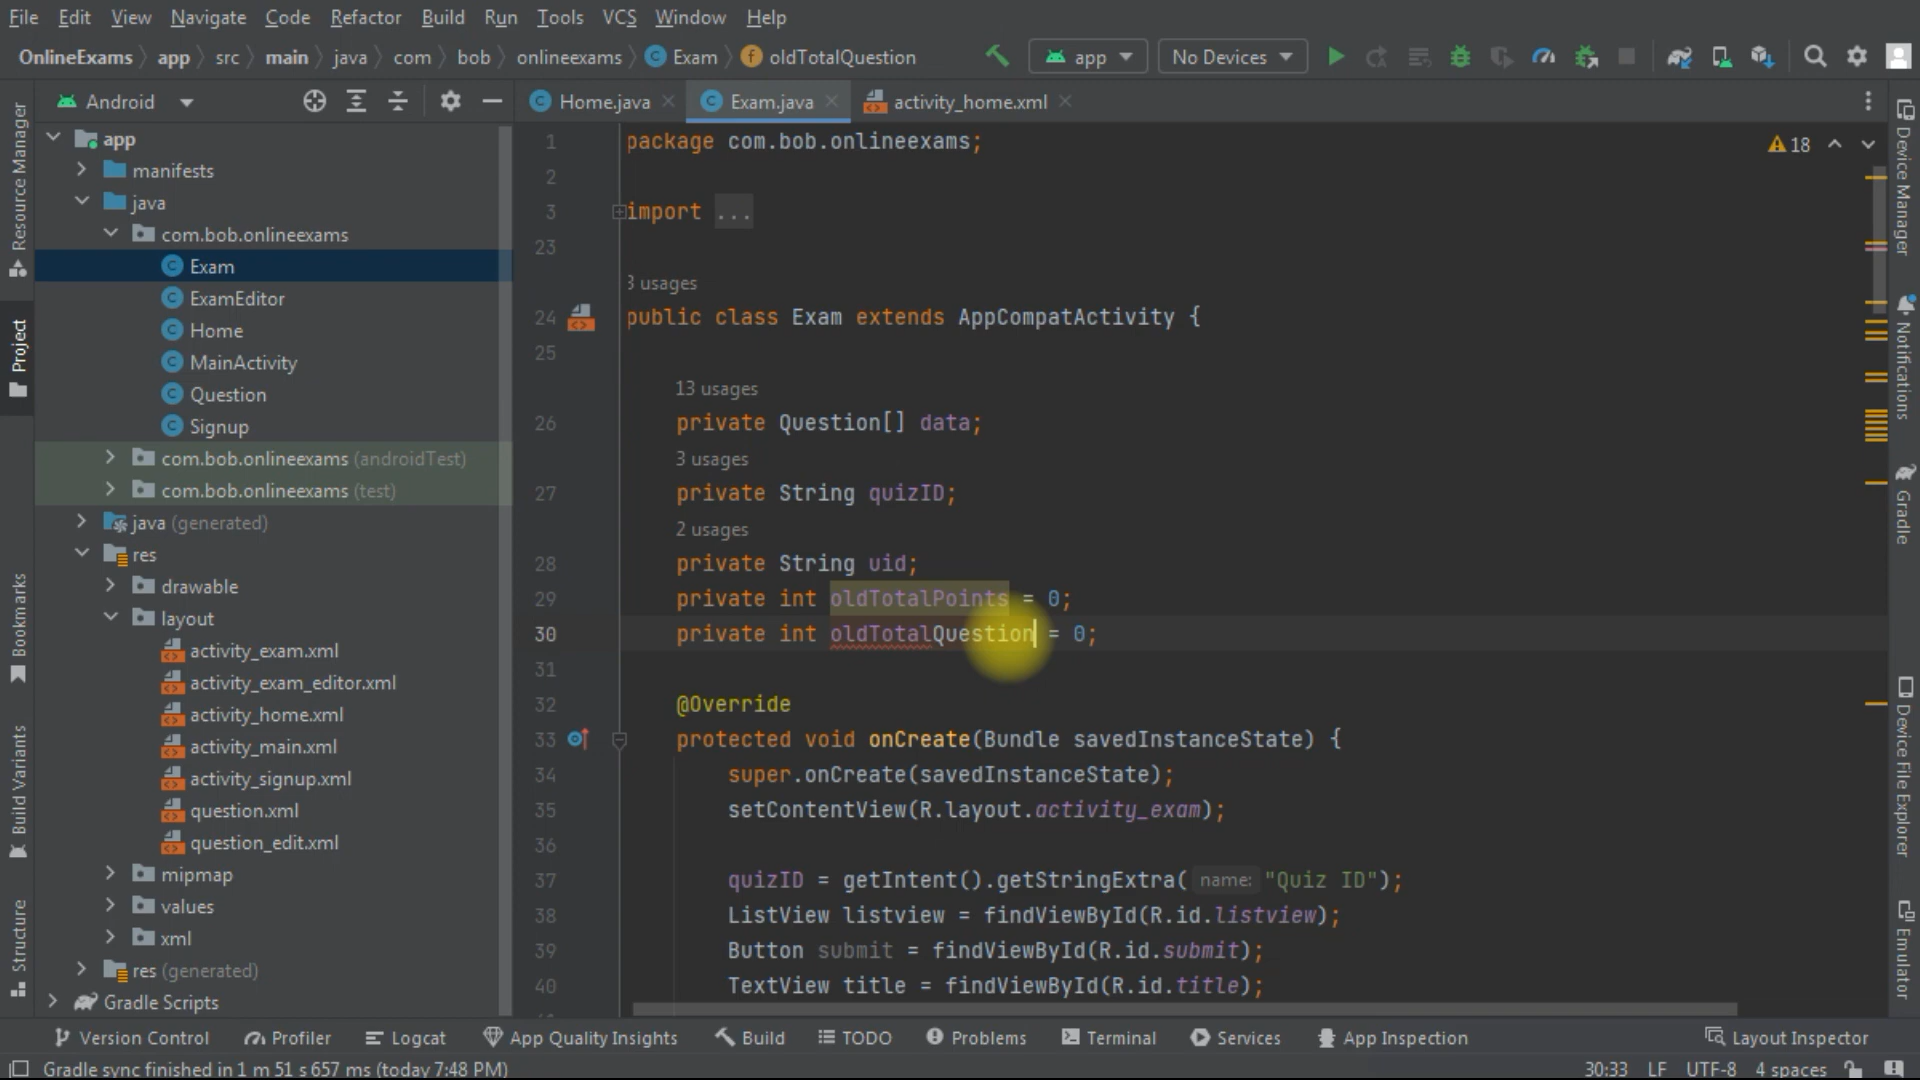 File Edit View Navigate Code Refactor Build Run Tools VCS Window Help
OnlineExams app src main java com bob onlineexams Exam oldTotalQuestion app No Devices
Android
Home.java Exam.java activity_home.xml
Resource Manager
Project
Bookmarks
Build Variants
Structure
app
manifests
java
com.bob.onlineexams
Exam
ExamEditor
Home
MainActivity
Question
Signup
com.bob.onlineexams (androidTest)
com.bob.onlineexams (test)
java (generated)
res
drawable
layout
activity_exam.xml
activity_exam_editor.xml
activity_home.xml
activity_main.xml
activity_signup.xml
question.xml
question_edit.xml
mipmap
values
xml
res (generated)
Gradle Scripts
18
1 package com.bob.onlineexams;
2
3 import ...
23
3 usages
24 public class Exam extends AppCompatActivity {
25
13 usages
26 private Question[] data;
3 usages
27 private String quizID;
2 usages
28 private String uid;
29 private int oldTotalPoints = 0;
30 private int oldTotalQuestion = 0;
31
32 @Override
33 protected void onCreate(Bundle savedInstanceState) {
34 super.onCreate(savedInstanceState);
35 setContentView(R.layout.activity_exam);
36
37 quizID = getIntent().getStringExtra( name: "Quiz ID");
38 ListView listview = findViewById(R.id.listview);
39 Button submit = findViewById(R.id.submit);
40 TextView title = findViewById(R.id.title);
Device Manager
Notifications
Gradle
Device File Explorer
Emulator
Version Control Profiler Logcat App Quality Insights Build TODO Problems Terminal Services App Inspection Layout Inspector
Gradle sync finished in 1 m 51 s 657 ms (today 7:48 PM) 30:33 LF UTF-8 4 spaces